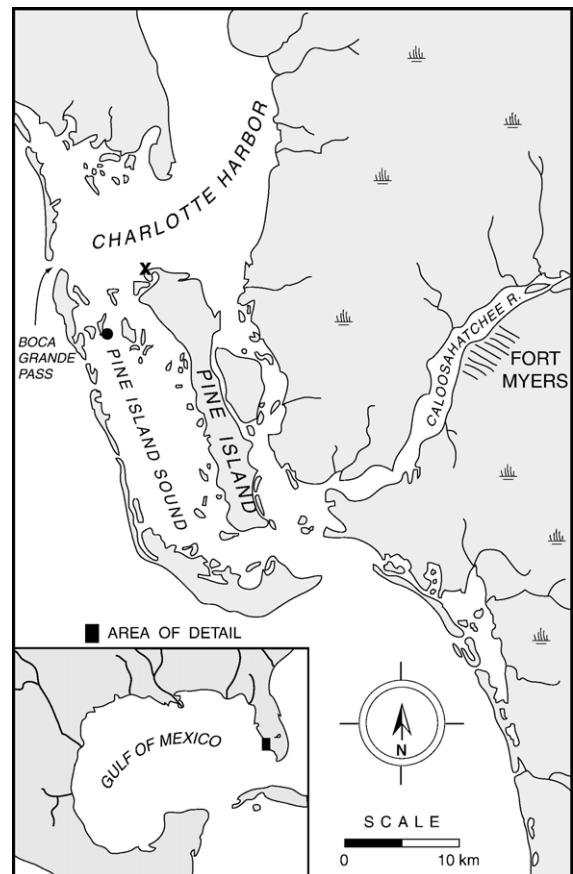 CHARLOTTE HARBOR
x
BOCA
GRANDE
PASS
PINE ISLAND SOUND
PINE ISLAND
CALOOSAHATCHEE R.
FORT
MYERS
AREA OF DETAIL
GULF OF MEXICO
N
SCALE
0 10 km